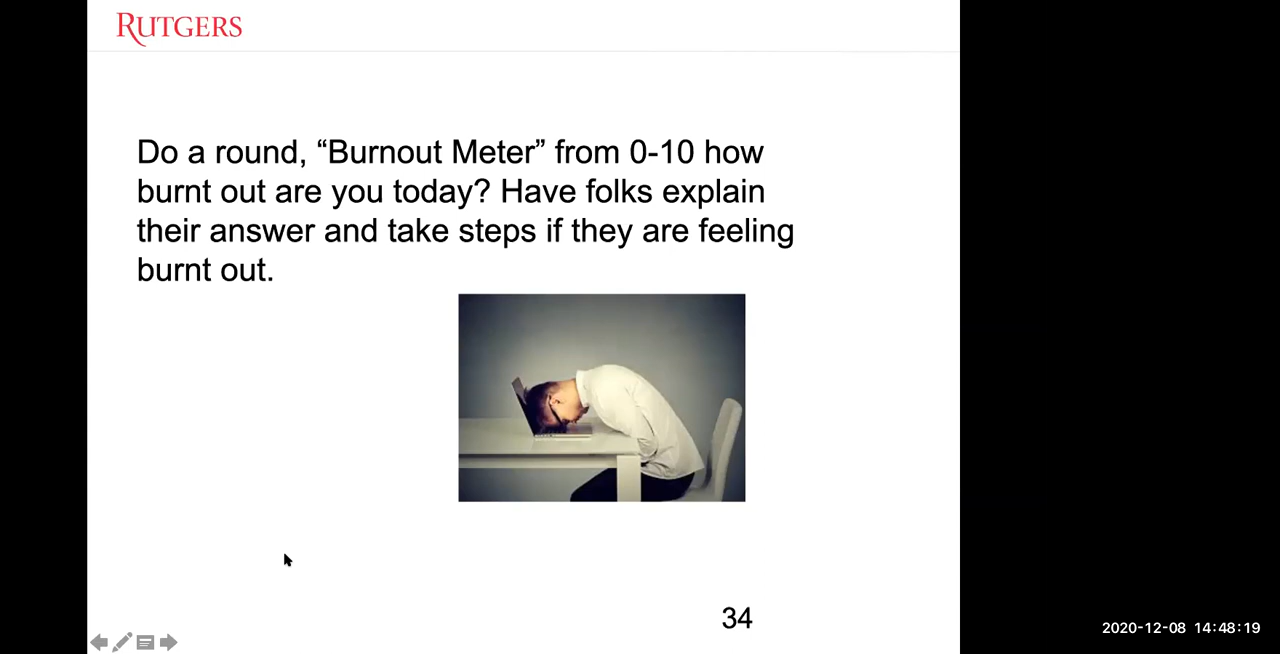 RUTGERS
Do a round, “Burnout Meter” from 0-10 how
burnt out are you today? Have folks explain
their answer and take steps if they are feeling
burnt out.
34
2020-12-08 14:48:19